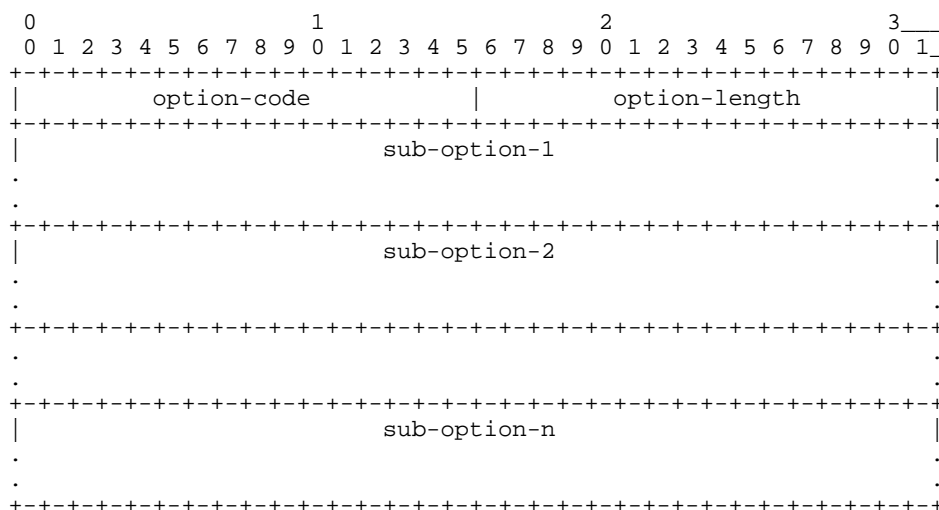 0                   1                   2                   3___
 0 1 2 3 4 5 6 7 8 9 0 1 2 3 4 5 6 7 8 9 0 1 2 3 4 5 6 7 8 9 0 1_
+-+-+-+-+-+-+-+-+-+-+-+-+-+-+-+-+-+-+-+-+-+-+-+-+-+-+-+-+-+-+-+-+
|         option-code           |         option-length         |
+-+-+-+-+-+-+-+-+-+-+-+-+-+-+-+-+-+-+-+-+-+-+-+-+-+-+-+-+-+-+-+-+
|                         sub-option-1                          |
.                                                               .
.                                                               .
+-+-+-+-+-+-+-+-+-+-+-+-+-+-+-+-+-+-+-+-+-+-+-+-+-+-+-+-+-+-+-+-+
|                         sub-option-2                          |
.                                                               .
.                                                               .
+-+-+-+-+-+-+-+-+-+-+-+-+-+-+-+-+-+-+-+-+-+-+-+-+-+-+-+-+-+-+-+-+
.                                                               .
.                                                               .
+-+-+-+-+-+-+-+-+-+-+-+-+-+-+-+-+-+-+-+-+-+-+-+-+-+-+-+-+-+-+-+-+
|                         sub-option-n                          |
.                                                               .
.                                                               .
+-+-+-+-+-+-+-+-+-+-+-+-+-+-+-+-+-+-+-+-+-+-+-+-+-+-+-+-+-+-+-+-+